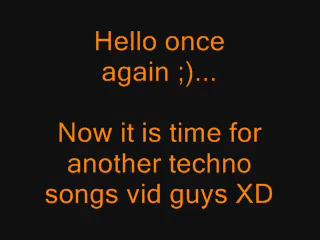 Hello once
again ;)...
Now it is time for
another techno
songs vid guys XD